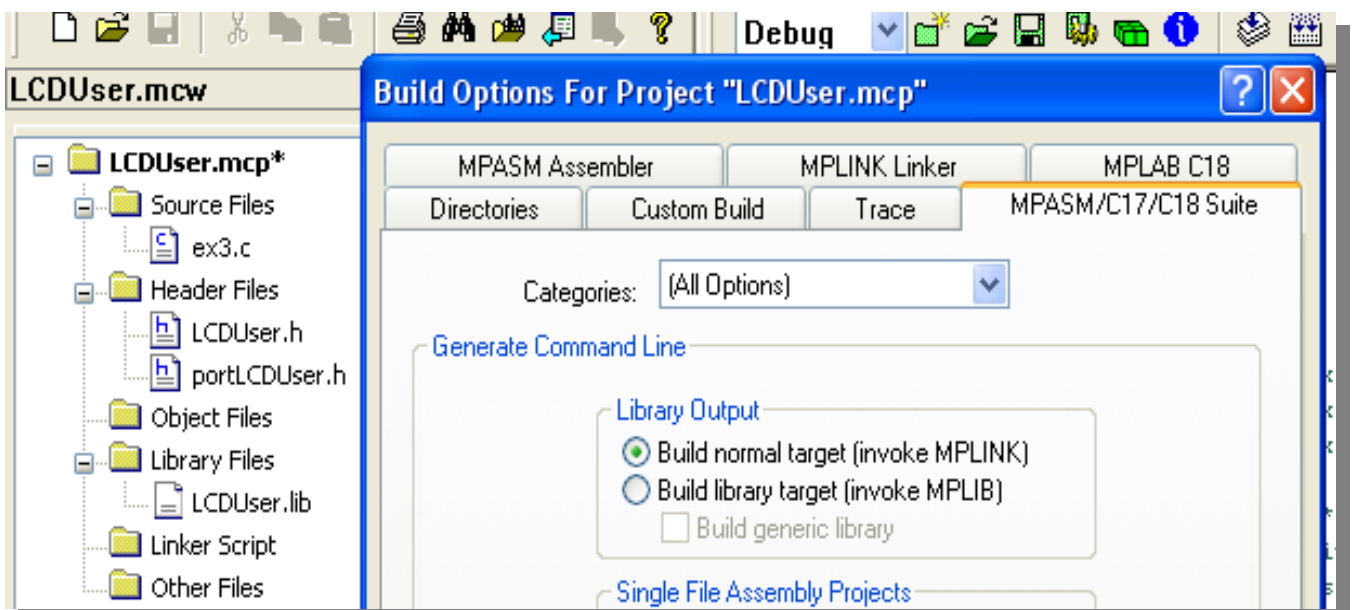 Debug
LCDUser.mcw
Build Options For Project "LCDUser.mcp"
LCDUser.mcp*
Source Files
ex3.c
Header Files
LCDUser.h
portLCDUser.h
Object Files
Library Files
LCDUser.lib
Linker Script
Other Files
MPASM Assembler
MPLINK Linker
MPLAB C18
Directories
Custom Build
Trace
MPASM/C17/C18 Suite
Categories:
(All Options)
Generate Command Line
Library Output
Build normal target (invoke MPLINK)
Build library target (invoke MPLIB)
Build generic library
Single File Assembly Projects